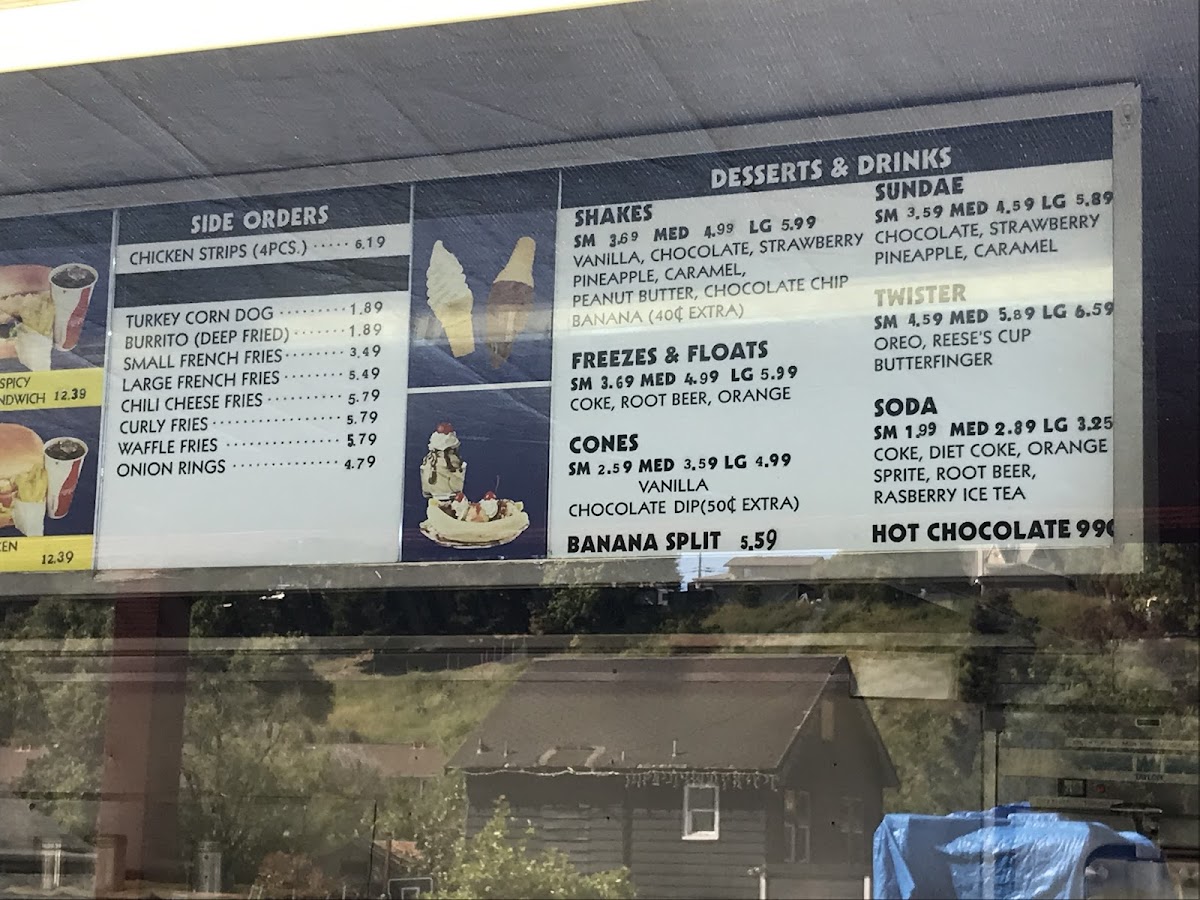 SPICY
NDWICH 12.39
EN
12.39
SIDE ORDERS
CHICKEN STRIPS (4PCS.) ····· 6.19
TURKEY CORN DOG ········· 1.89
BURRITO (DEEP FRIED) ······· 1.89
SMALL FRENCH FRIES ········ 3.49
LARGE FRENCH FRIES ········ 5.49
CHILI CHEESE FRIES ·········· 5.79
CURLY FRIES ·················· 5.79
WAFFLE FRIES ················ 5.79
ONION RINGS ··············· 4.79
DESSERTS & DRINKS
SHAKES
SM 3.69 MED 4.99 LG 5.99
VANILLA, CHOCOLATE, STRAWBERRY
PINEAPPLE, CARAMEL,
PEANUT BUTTER, CHOCOLATE CHIP
BANANA (40¢ EXTRA)
FREEZES & FLOATS
SM 3.69 MED 4.99 LG 5.99
COKE, ROOT BEER, ORANGE
CONES
SM 2.59 MED 3.59 LG 4.99
VANILLA
CHOCOLATE DIP(50¢ EXTRA)
BANANA SPLIT 5.59
SUNDAE
SM 3.59 MED 4.59 LG 5.89
CHOCOLATE, STRAWBERRY
PINEAPPLE, CARAMEL
TWISTER
SM 4.59 MED 5.89 LG 6.59
OREO, REESE'S CUP
BUTTERFINGER
SODA
SM 1.99 MED 2.89 LG 3.25
COKE, DIET COKE, ORANGE
SPRITE, ROOT BEER,
RASBERRY ICE TEA
HOT CHOCOLATE 99¢